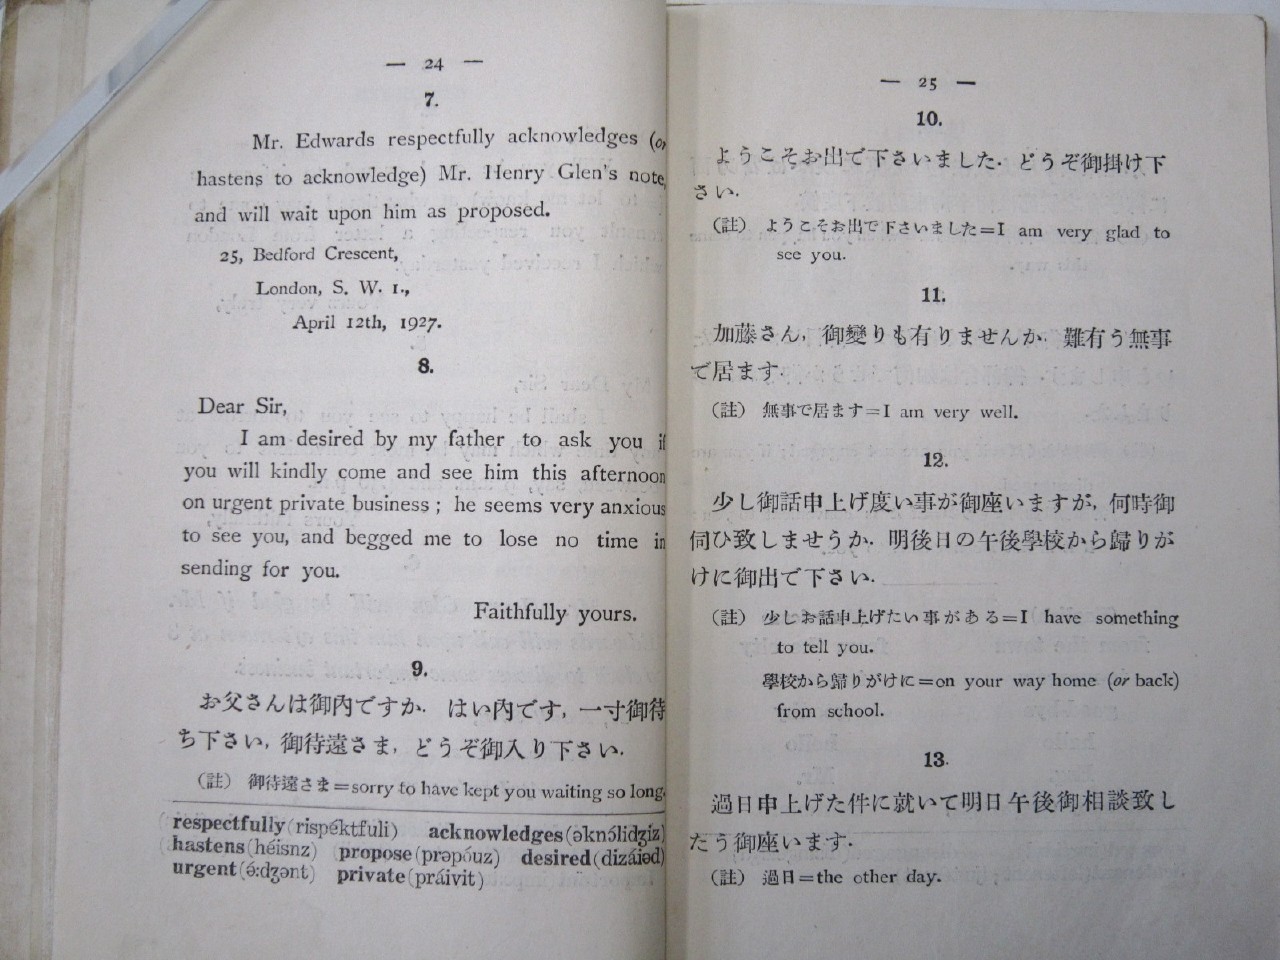 — 24 —
7.
Mr. Edwards respectfully acknowledges (or
hastens to acknowledge) Mr. Henry Glen's note,
and will wait upon him as proposed.
25, Bedford Crescent,
London, S. W. 1.,
April 12th, 1927.
8.
Dear Sir,
I am desired by my father to ask you if
you will kindly come and see him this afternoon
on urgent private business; he seems very anxious
to see you, and begged me to lose no time in
sending for you.
Faithfully yours.
9.
お父さんは御內ですか. はい內です, 一寸御待
ち下さい, 御待遠さま, どうぞ御入り下さい.
(註) 御待遠さま=sorry to have kept you waiting so long.
respectfully(rispéktfuli) acknowledges(əknɔ́lidʒiz)
hastens(héisnz) propose(prəpóuz) desired(dizáiəd)
urgent(ə́:dʒənt) private(práivit)
— 25 —
10.
ようこそお出で下さいました. どうぞ御掛け下
さい.
(註) ようこそお出で下さいました=I am very glad to
see you.
11.
加藤さん, 御變りも有りませんか. 難有う無事
で居ます.
(註) 無事で居ます=I am very well.
12.
少し御話申上げ度い事が御座いますが, 何時御
伺ひ致しませうか. 明後日の午後學校から歸りが
けに御出で下さい.
(註) 少しお話申上げたい事がある=I have something
to tell you.
學校から歸りがけに=on your way home (or back)
from school.
13.
過日申上げた件に就いて明日午後御相談致し
たう御座います.
(註) 過日=the other day.